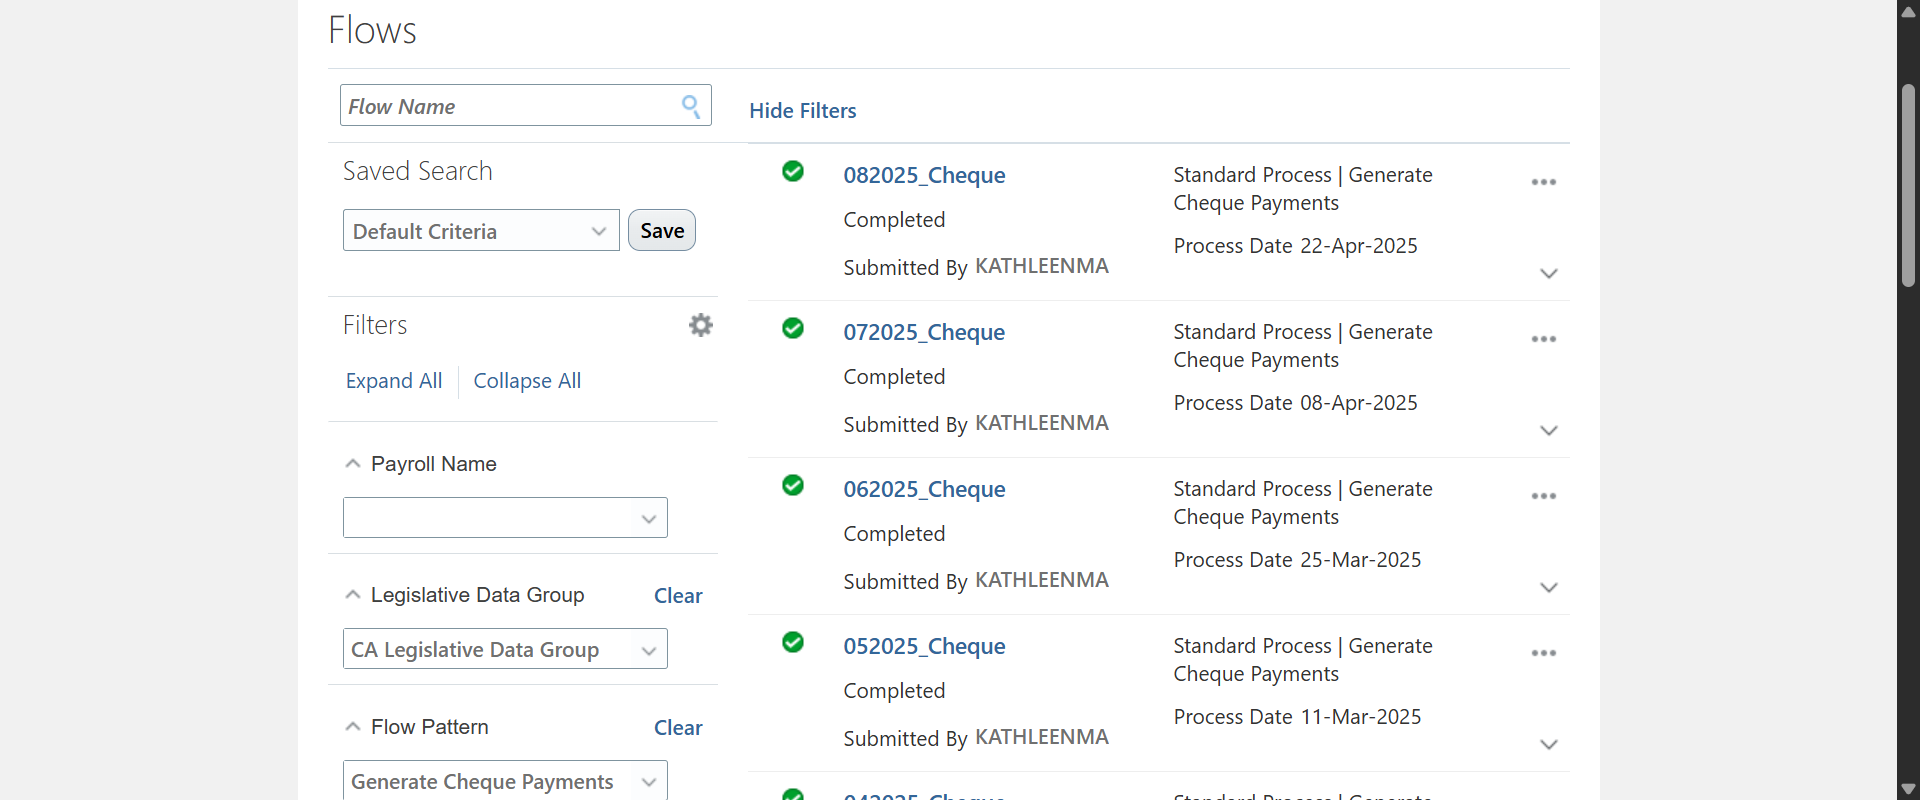 Flows
Flow Name
Hide Filters
Saved Search
Default Criteria
Save
Filters
Expand All
Collapse All
Payroll Name
Legislative Data Group
Clear
CA Legislative Data Group
Flow Pattern
Clear
Generate Cheque Payments
082025_Cheque
Completed
Submitted By KATHLEENMA
Standard Process | Generate
Cheque Payments
Process Date 22-Apr-2025
072025_Cheque
Completed
Submitted By KATHLEENMA
Standard Process | Generate
Cheque Payments
Process Date 08-Apr-2025
062025_Cheque
Completed
Submitted By KATHLEENMA
Standard Process | Generate
Cheque Payments
Process Date 25-Mar-2025
052025_Cheque
Completed
Submitted By KATHLEENMA
Standard Process | Generate
Cheque Payments
Process Date 11-Mar-2025
042025_Cheque
Standard Process | Generate